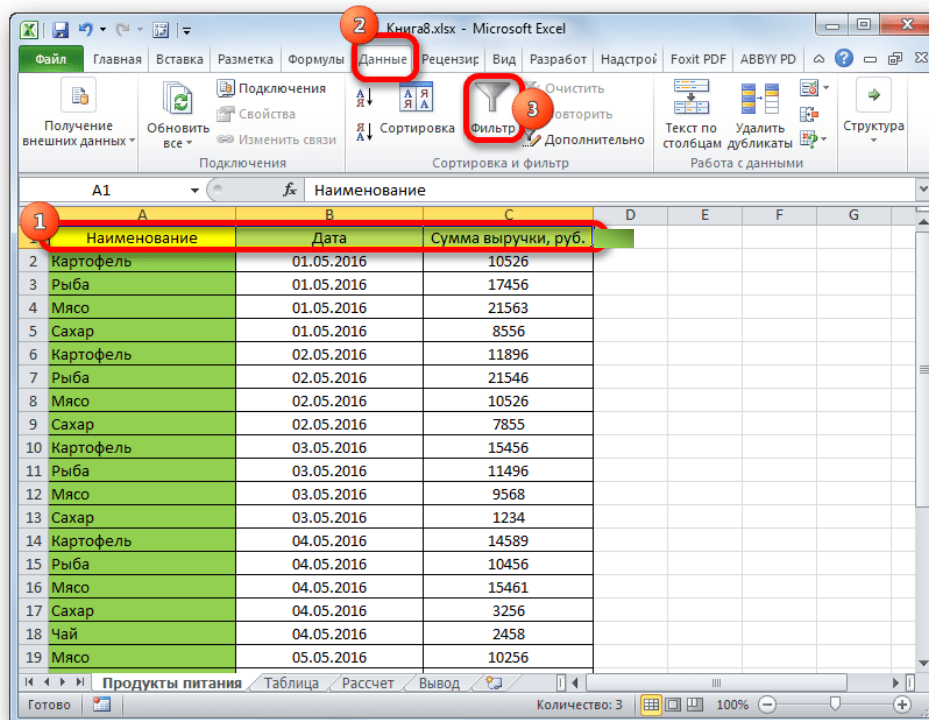 Книга8.xlsx - Microsoft Excel
2
Файл Главная Вставка Разметка Формулы Данные Рецензир Вид Разработ Надстрої Foxit PDF ABBYY PD
Получение внешних данных
Обновить все
Подключения
Свойства
Изменить связи
Подключения
Сортировка
Фильтр
3
Очистить
Повторить
Дополнительно
Сортировка и фильтр
Текст по столбцам
Удалить дубликаты
Работа с данными
Структура
A1 fx Наименование
1
A B C D E F G
1 Наименование Дата Сумма выручки, руб.
2 Картофель 01.05.2016 10526
3 Рыба 01.05.2016 17456
4 Мясо 01.05.2016 21563
5 Сахар 01.05.2016 8556
6 Картофель 02.05.2016 11896
7 Рыба 02.05.2016 21546
8 Мясо 02.05.2016 10526
9 Сахар 02.05.2016 7855
10 Картофель 03.05.2016 15456
11 Рыба 03.05.2016 11496
12 Мясо 03.05.2016 9568
13 Сахар 03.05.2016 1234
14 Картофель 04.05.2016 14589
15 Рыба 04.05.2016 10456
16 Мясо 04.05.2016 15461
17 Сахар 04.05.2016 3256
18 Чай 04.05.2016 2458
19 Мясо 05.05.2016 10256
Продукты питания Таблица Рассчет Вывод
Готово Количество: 3 100%